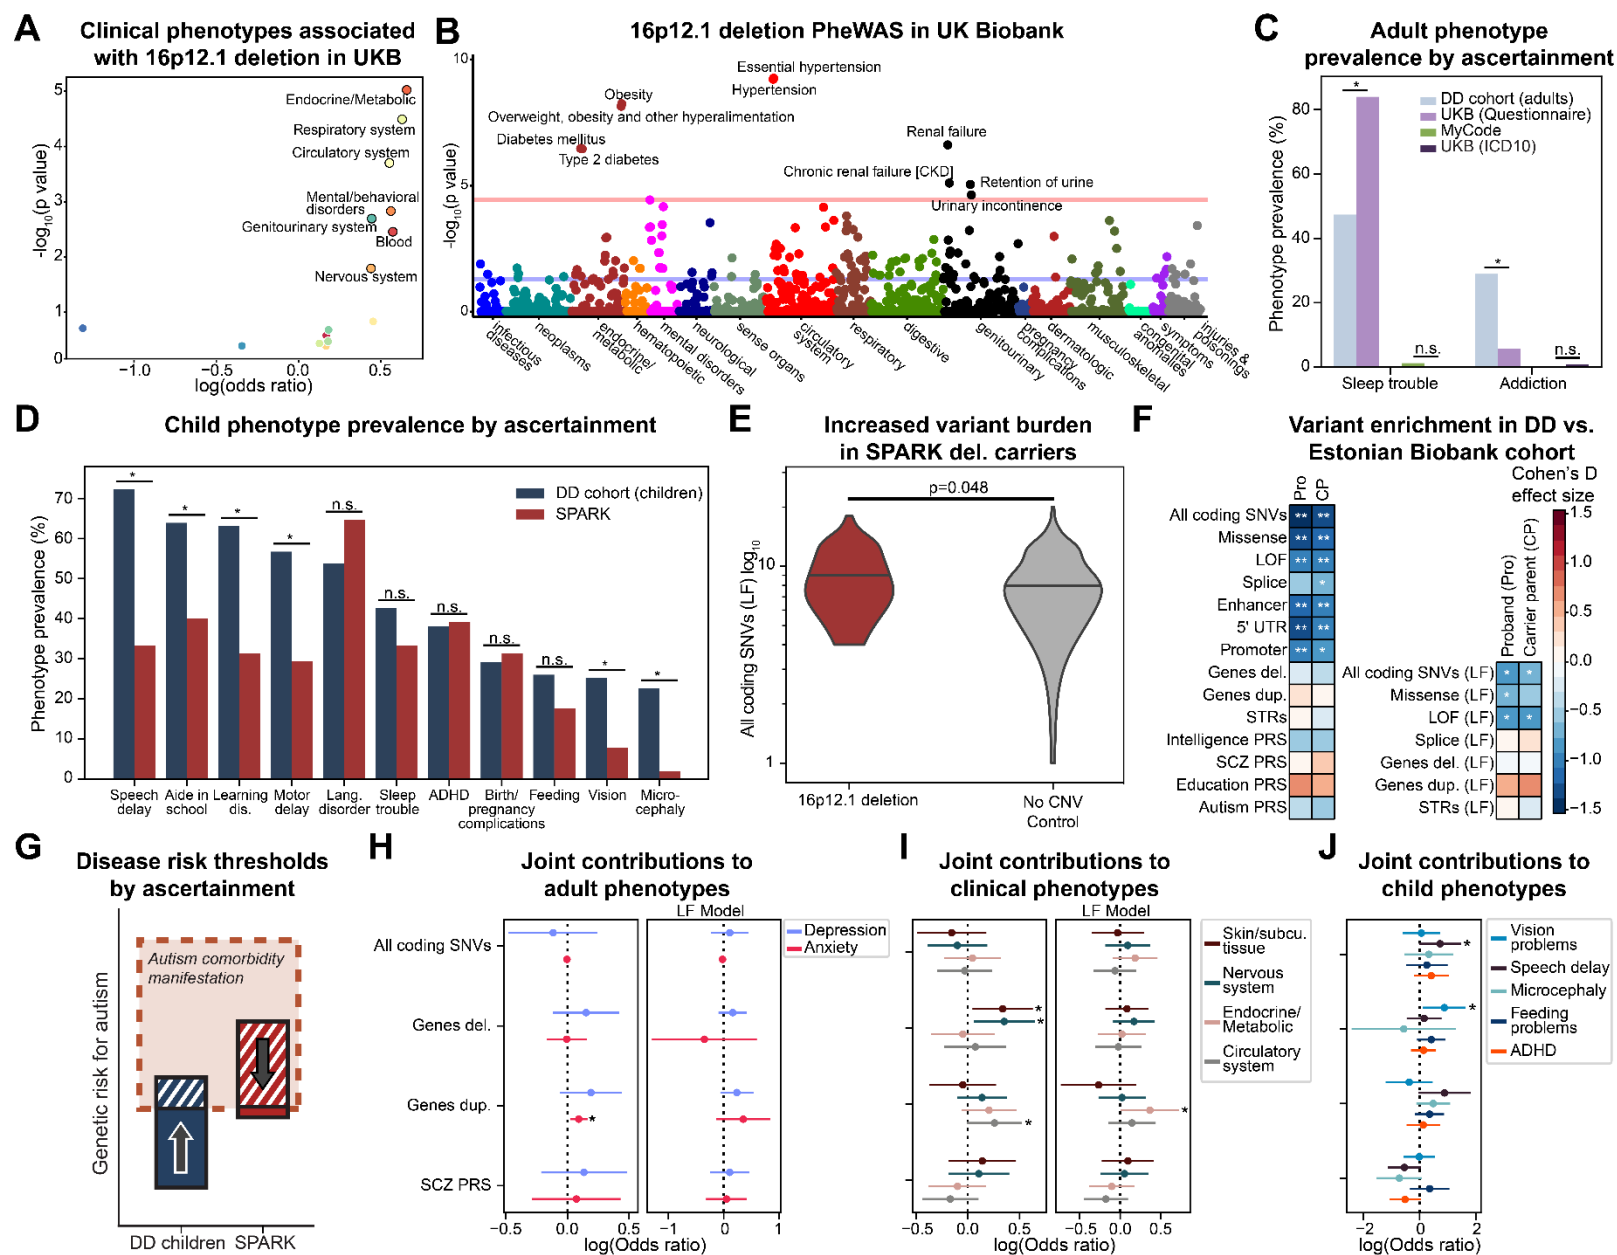 A
Clinical phenotypes associated
with 16p12.1 deletion in UKB
-log10(p value)
5
4
3
2
1
0
Endocrine/Metabolic
Respiratory system
Circulatory system
Mental/behavioral
disorders
Genitourinary system
Blood
Nervous system
−1.0
−0.5
0.0
0.5
log(odds ratio)
B
16p12.1 deletion PheWAS in UK Biobank
-log10(p value)
10
5
0
Essential hypertension
Hypertension
Obesity
Overweight, obesity and other hyperalimentation
Diabetes mellitus
Type 2 diabetes
Renal failure
Chronic renal failure [CKD]
Retention of urine
Urinary incontinence
infectious
diseases
neoplasms
endocrine/
metabolic
hematopoietic
mental disorders
neurological
sense organs
circulatory
system
respiratory
digestive
genitourinary
pregnancy
complications
dermatologic
musculoskeletal
congenital
anomalies
symptoms
injuries &
poisonings
C
Adult phenotype
prevalence by ascertainment
Phenotype prevalence (%)
80
60
40
20
0
DD cohort (adults)
UKB (Questionnaire)
MyCode
UKB (ICD10)
*
n.s.
*
n.s.
Sleep trouble
Addiction
D
Child phenotype prevalence by ascertainment
Phenotype prevalence (%)
70
60
50
40
30
20
10
0
DD cohort (children)
SPARK
*
*
*
*
n.s.
n.s.
n.s.
n.s.
n.s.
*
*
Speech
delay
Aide in
school
Learning
dis.
Motor
delay
Lang.
disorder
Sleep
trouble
ADHD
Birth/
pregnancy
complications
Feeding
Vision
Micro-
cephaly
E
Increased variant burden
in SPARK del. carriers
All coding SNVs (LF) log10
10
1
p=0.048
16p12.1 deletion
No CNV
Control
F
Variant enrichment in DD vs.
Estonian Biobank cohort
Pro
CP
Cohen's D
effect size
All coding SNVs ** **
Missense ** **
LOF ** **
Splice *
Enhancer ** **
5' UTR ** **
Promoter ** *
Genes del.
Genes dup.
STRs
Intelligence PRS
SCZ PRS
Education PRS
Autism PRS
Proband (Pro)
Carrier parent (CP)
All coding SNVs (LF) * *
Missense (LF) *
LOF (LF) * *
Splice (LF)
Genes del. (LF)
Genes dup. (LF)
STRs (LF)
1.5
1.0
0.5
0.0
−0.5
−1.0
−1.5
G
Disease risk thresholds
by ascertainment
Genetic risk for autism
Autism comorbidity
manifestation
DD children
SPARK
H
Joint contributions to
adult phenotypes
LF Model
Depression
Anxiety
All coding SNVs
Genes del.
Genes dup.
SCZ PRS
*
−0.5
0.0
0.5
−1
0
1
log(Odds ratio)
I
Joint contributions to
clinical phenotypes
LF Model
Skin/subcu.
tissue
Nervous
system
Endocrine/
Metabolic
Circulatory
system
*
*
*
*
−0.5
0.0
0.5
−0.5
0.0
0.5
log(Odds ratio)
J
Joint contributions to
child phenotypes
Vision
problems
Speech delay
Microcephaly
Feeding
problems
ADHD
*
*
−2
0
2
log(Odds ratio)